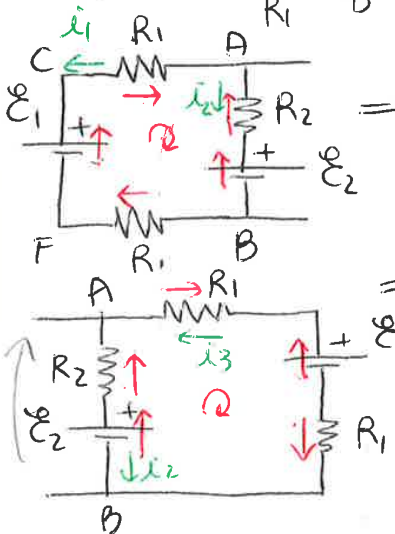 R₁
i₁
R₁ A
C
ℰ₁ + i₂ R₂ =
+ ℰ₂
F R₁ B
A R₁ =
i₃ + ℰ
R₂
ℰ₂ + R₁
i₂
B